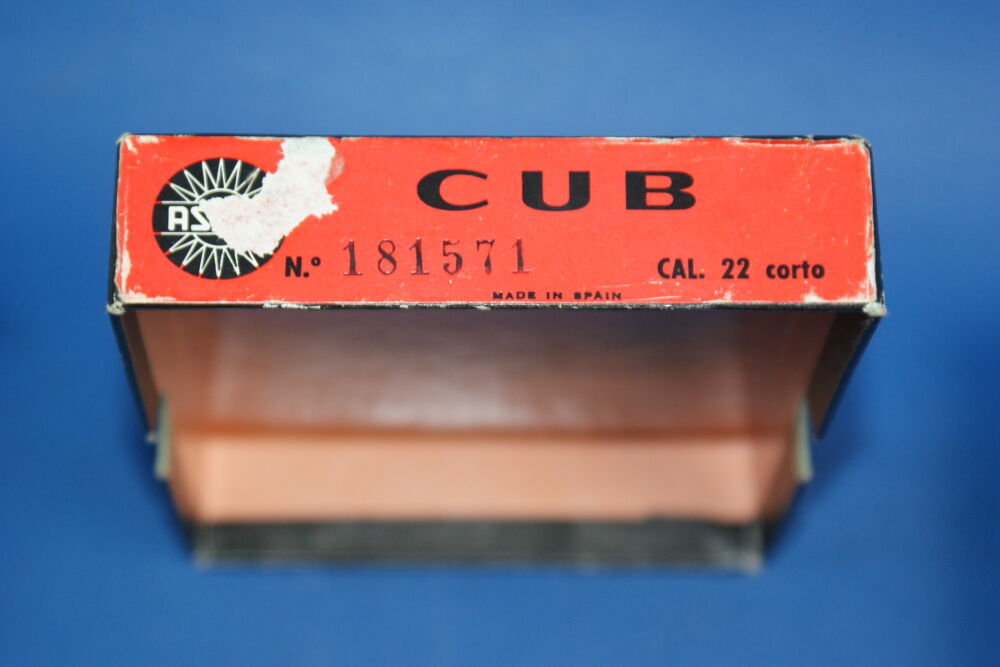 CUB
AS
N.º 181571
CAL. 22 corto
MADE IN SPAIN